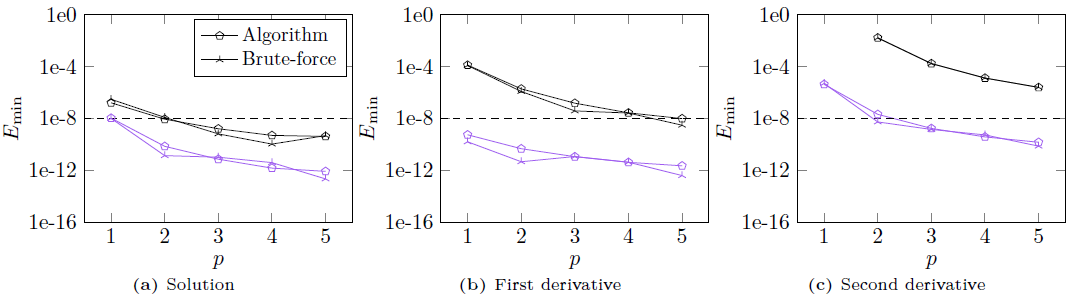 1e0
1e-4
1e-8
1e-12
1e-16
E_min
Algorithm
Brute-force
1 2 3 4 5
p
(a) Solution
1e0
1e-4
1e-8
1e-12
1e-16
E_min
1 2 3 4 5
p
(b) First derivative
1e0
1e-4
1e-8
1e-12
1e-16
E_min
1 2 3 4 5
p
(c) Second derivative